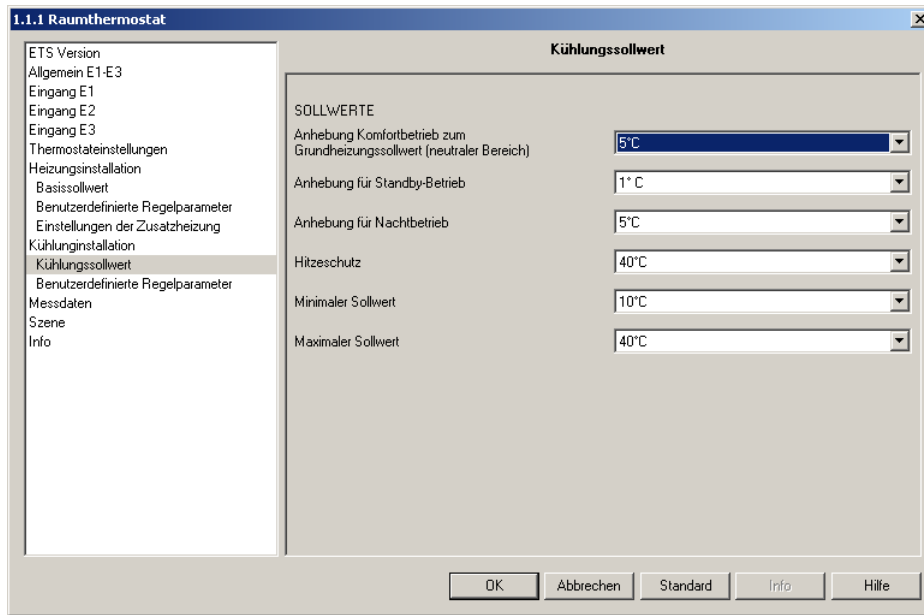 1.1.1 Raumthermostat
ETS Version
Allgemein E1-E3
Eingang E1
Eingang E2
Eingang E3
Thermostateinstellungen
Heizungsinstallation
Basissollwert
Benutzerdefinierte Regelparameter
Einstellungen der Zusatzheizung
Kühlunginstallation
Kühlungssollwert
Benutzerdefinierte Regelparameter
Messdaten
Szene
Info
Kühlungssollwert
SOLLWERTE
Anhebung Komfortbetrieb zum
Grundheizungssollwert (neutraler Bereich)
5°C
Anhebung für Standby-Betrieb
1° C
Anhebung für Nachtbetrieb
5°C
Hitzeschutz
40°C
Minimaler Sollwert
10°C
Maximaler Sollwert
40°C
OK
Abbrechen
Standard
Info
Hilfe